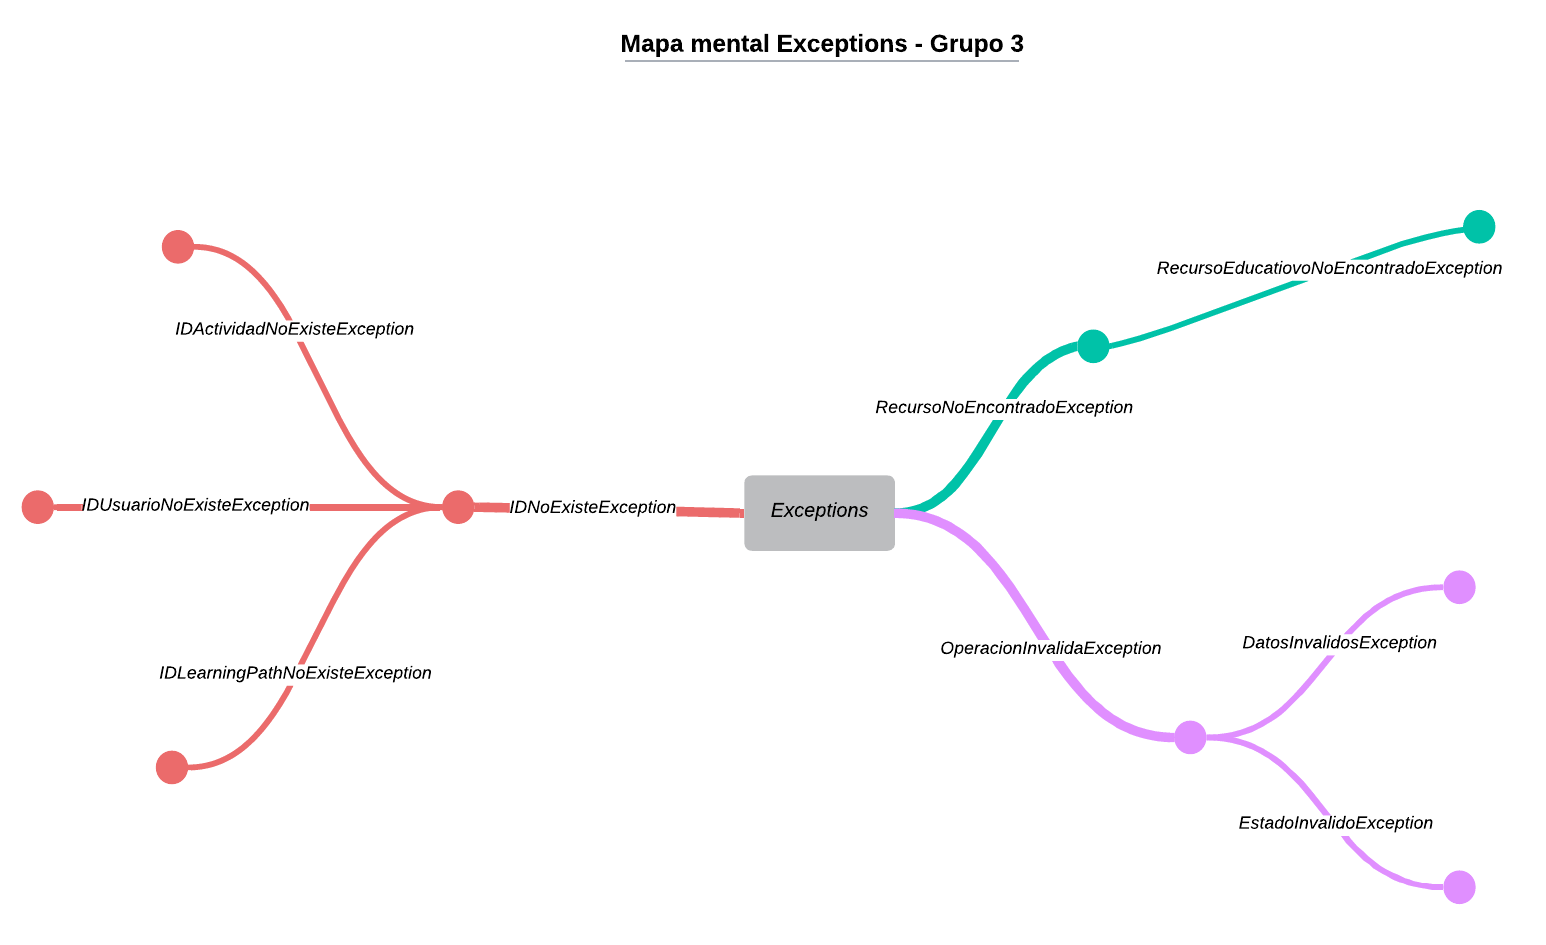 Mapa mental Exceptions - Grupo 3
RecursoEducatiovoNoEncontradoException
IDActividadNoExisteException
RecursoNoEncontradoException
IDUsuarioNoExisteException
IDNoExisteException
Exceptions
OperacionInvalidaException
DatosInvalidosException
IDLearningPathNoExisteException
EstadoInvalidoException